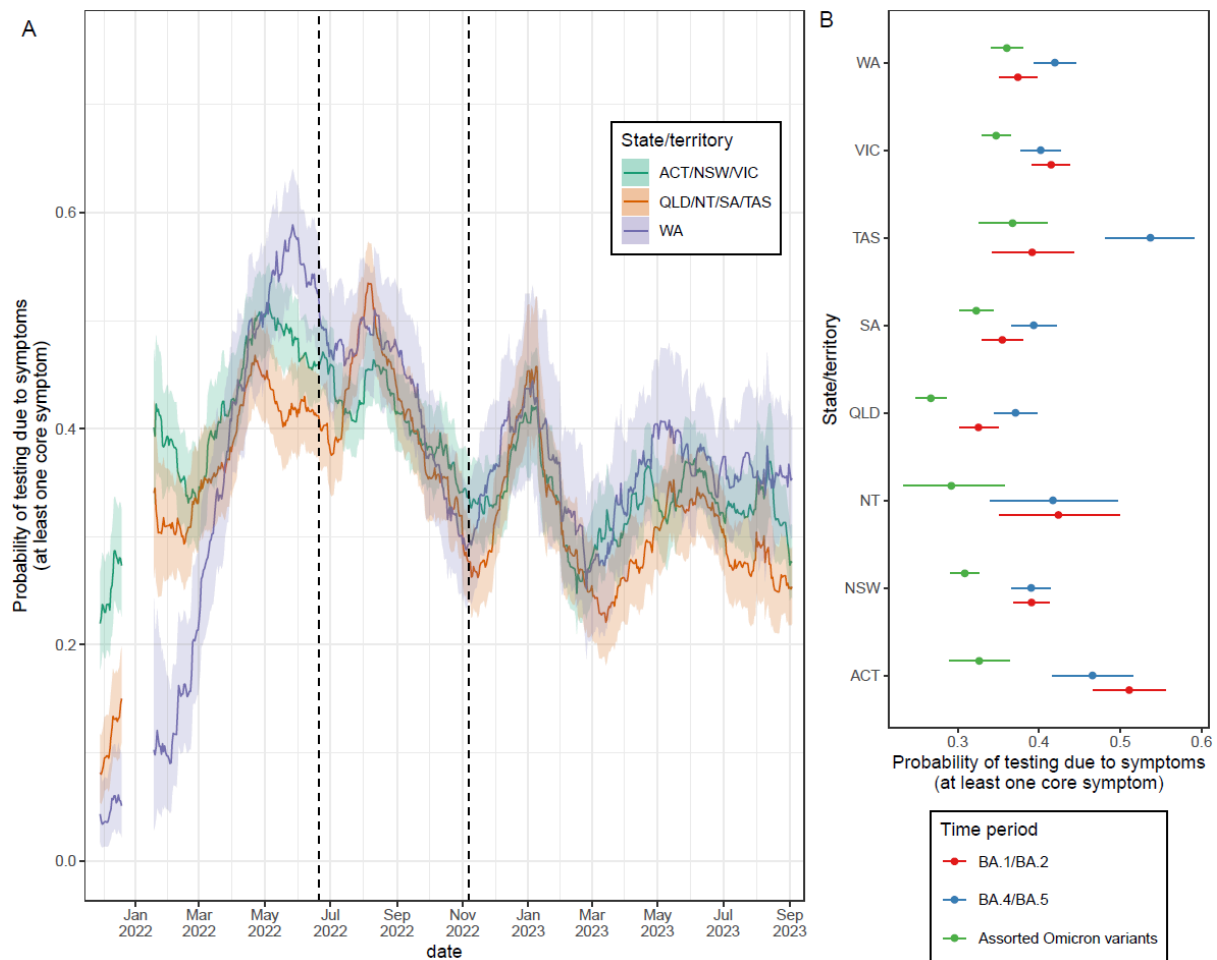 A
Probability of testing due to symptoms
(at least one core symptom)
0.6
0.4
0.2
0.0
State/territory
ACT/NSW/VIC
QLD/NT/SA/TAS
WA
Jan
2022
Mar
2022
May
2022
Jul
2022
Sep
2022
Nov
2022
Jan
2023
Mar
2023
May
2023
Jul
2023
Sep
2023
date
B
State/territory
WA
VIC
TAS
SA
QLD
NT
NSW
ACT
0.3
0.4
0.5
0.6
Probability of testing due to symptoms
(at least one core symptom)
Time period
BA.1/BA.2
BA.4/BA.5
Assorted Omicron variants